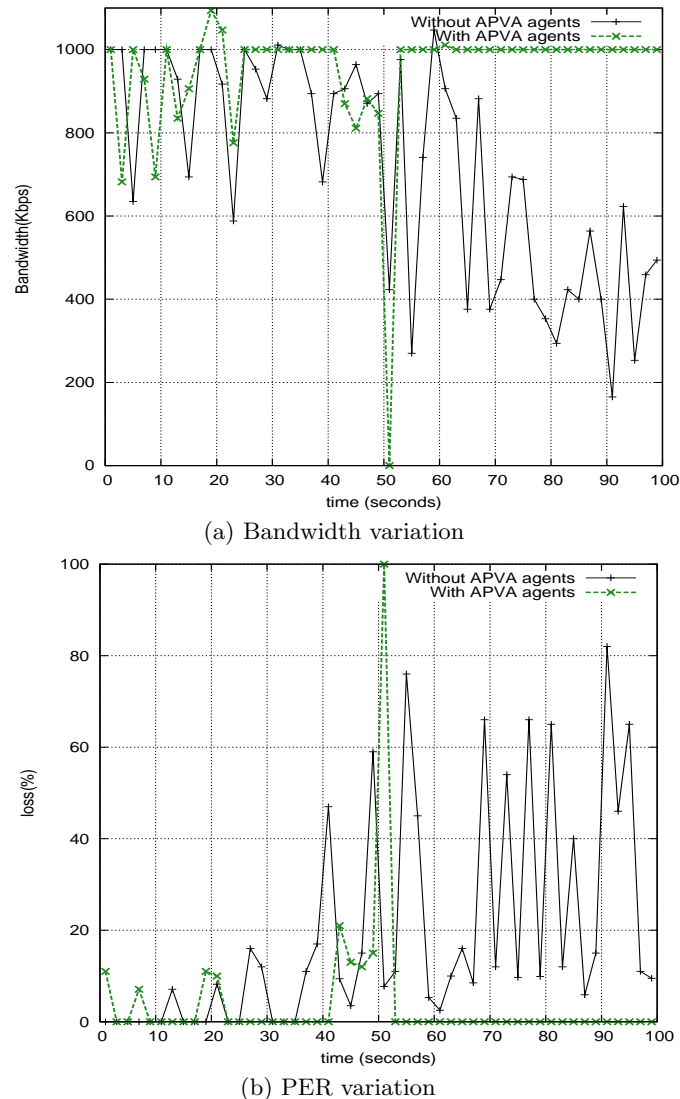 Without APVA agents
With APVA agents
1000
800
600
400
200
0
Bandwidth(Kbps)
0 10 20 30 40 50 60 70 80 90 100
time (seconds)
(a) Bandwidth variation
Without APVA agents
With APVA agents
100
80
60
40
20
0
loss(%)
0 10 20 30 40 50 60 70 80 90 100
time (seconds)
(b) PER variation